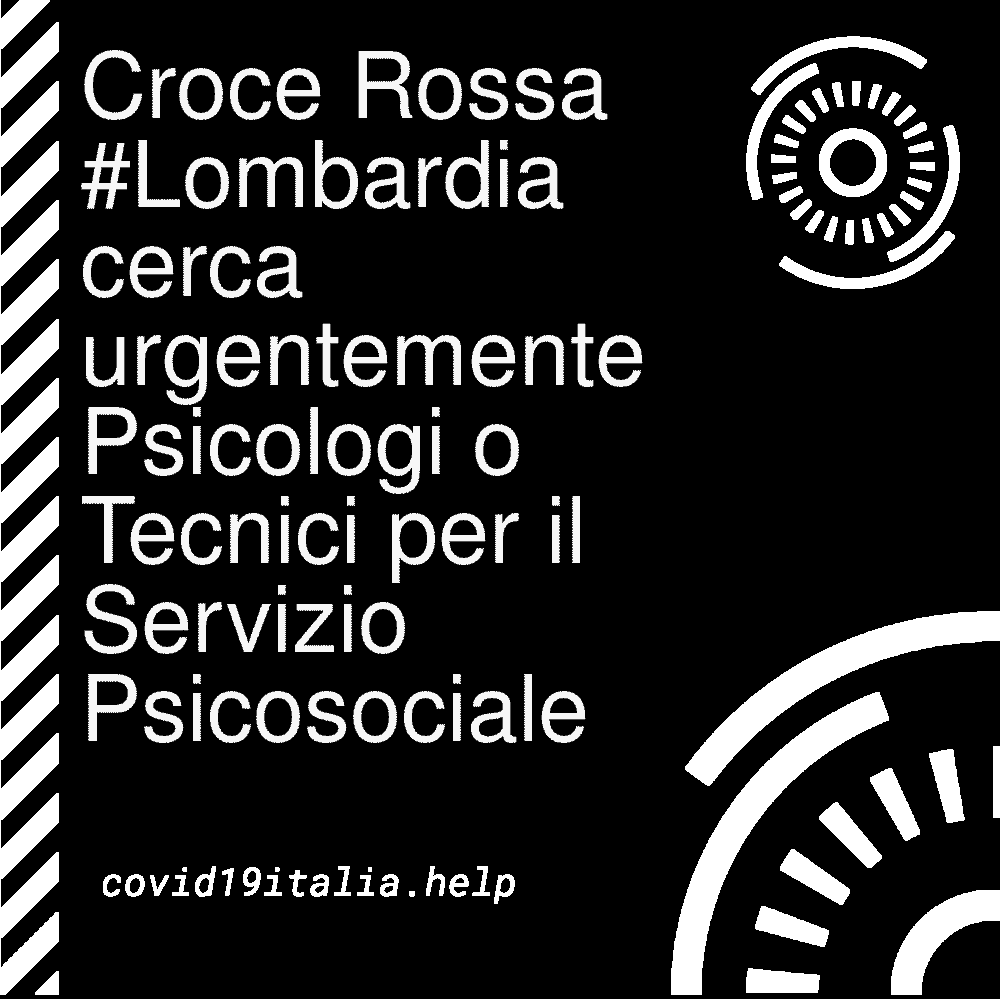 Croce Rossa
#Lombardia
cerca
urgentemente
Psicologi o
Tecnici per il
Servizio
Psicosociale
covid19italia.help